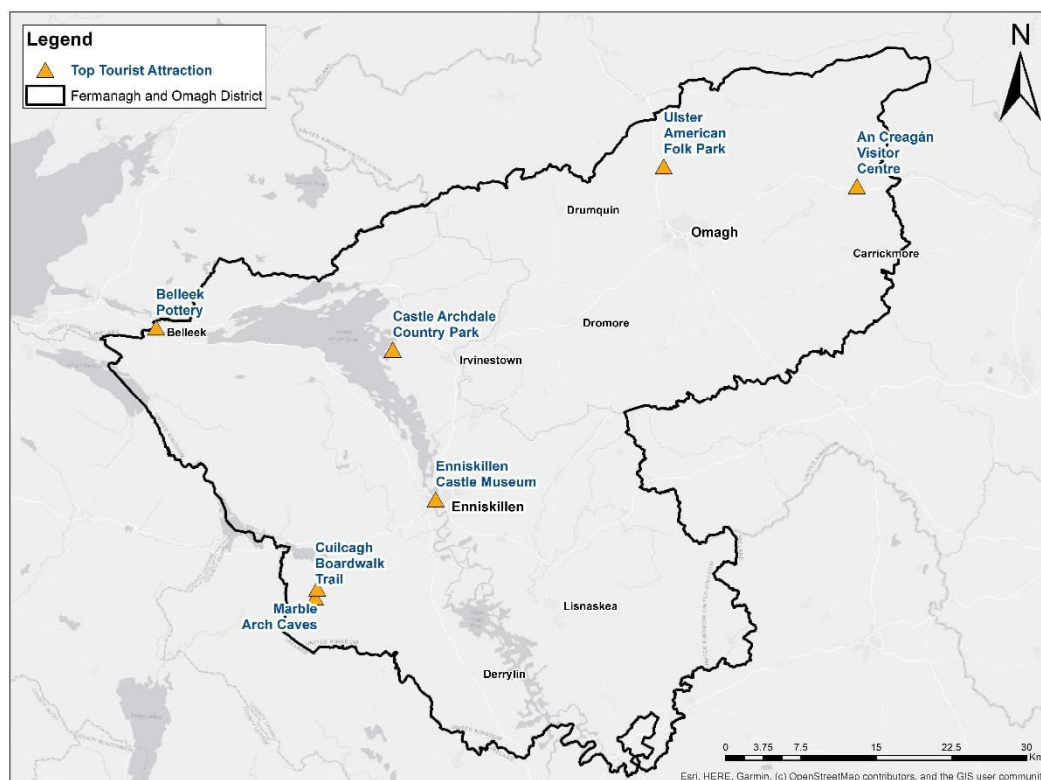 Legend
Top Tourist Attraction
Fermanagh and Omagh District
N
Ulster
American
Folk Park
An Creagán
Visitor
Centre
Drumquin
Omagh
Carrickmore
Belleek
Pottery
Belleek
Castle Archdale
Country Park
Dromore
Irvinestown
Enniskillen
Castle Museum
Enniskillen
Cuilcagh
Boardwalk
Trail
Marble
Arch Caves
Lisnaskea
Derrylin
UNITED KINGDOM
0 3.75 7.5 15 22.5 30
Esri, HERE, Garmin, (c) OpenStreetMap contributors, and the GIS user communit